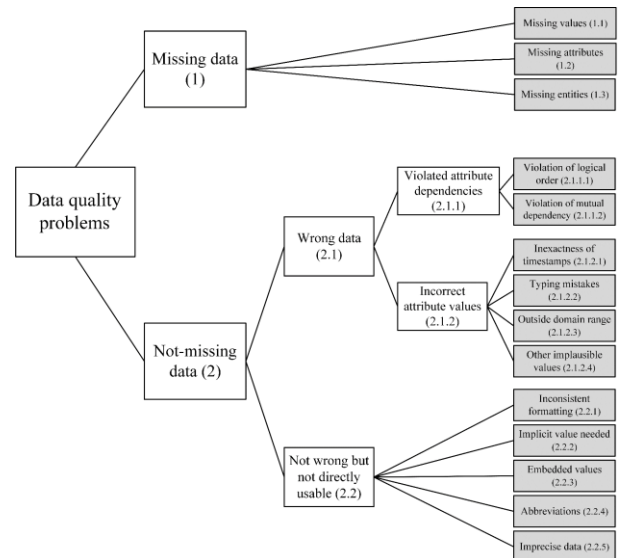 Data quality
problems
Missing data
(1)
Missing values (1.1)
Missing attributes
(1.2)
Missing entities (1.3)
Not-missing
data (2)
Wrong data
(2.1)
Violated attribute
dependencies
(2.1.1)
Violation of logical
order (2.1.1.1)
Violation of mutual
dependency (2.1.1.2)
Incorrect
attribute values
(2.1.2)
Inexactness of
timestamps (2.1.2.1)
Typing mistakes
(2.1.2.2)
Outside domain range
(2.1.2.3)
Other implausible
values (2.1.2.4)
Not wrong but
not directly
usable (2.2)
Inconsistent
formatting (2.2.1)
Implicit value needed
(2.2.2)
Embedded values
(2.2.3)
Abbreviations (2.2.4)
Imprecise data (2.2.5)